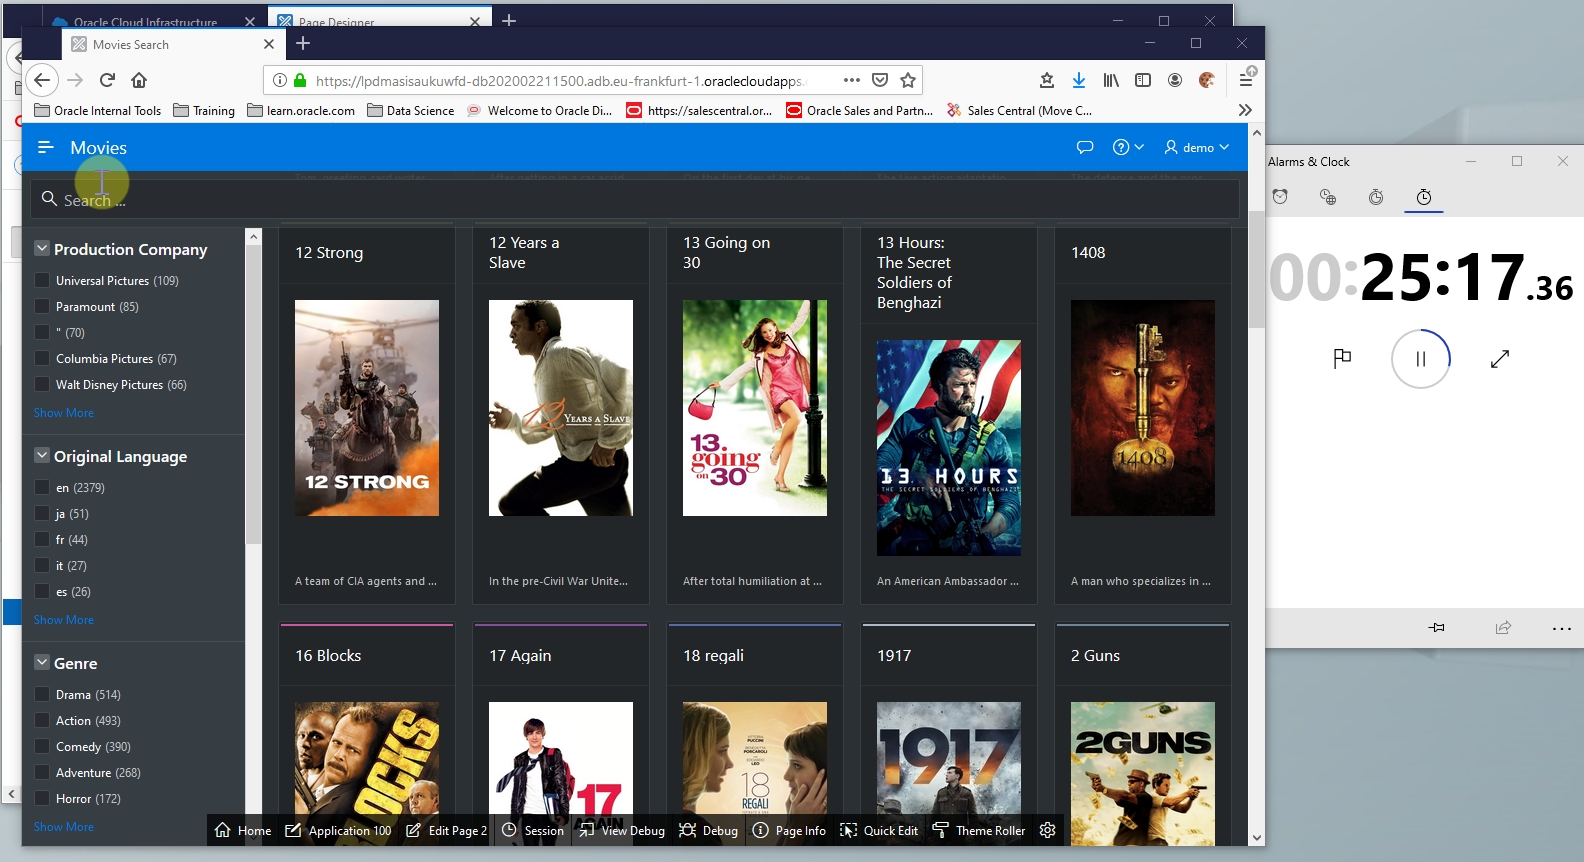 Oracle Cloud Infrastructure
Page Designer
Movies Search
https://lpdmasisaukuwfd-db202002211500.adb.eu-frankfurt-1.oraclecloudapps.
Oracle Internal Tools
Training
learn.oracle.com
Data Science
Welcome to Oracle Di...
https://salescentral.or...
Oracle Sales and Partn...
Sales Central (Move C...
Movies
demo
Search ...
Production Company
Universal Pictures (109)
Paramount (85)
" (70)
Columbia Pictures (67)
Walt Disney Pictures (66)
Show More
Original Language
en (2379)
ja (51)
fr (44)
it (27)
es (26)
Show More
Genre
Drama (514)
Action (493)
Comedy (390)
Adventure (268)
Horror (172)
Show More
12 Strong
12 STRONG
A team of CIA agents and ...
12 Years a
Slave
YEARS A SLAVE
In the pre-Civil War Unite...
13 Going on
30
13
going
on 30
After total humiliation at ...
13 Hours:
The Secret
Soldiers of
Benghazi
13 HOURS
THE SECRET SOLDIERS OF BENGHAZI
An American Ambassador ...
1408
1408
A man who specializes in ...
16 Blocks
BLOCKS
17 Again
17
AGAIN
18 regali
18
REGALI
1917
1917
2 Guns
2GUNS
Home
Application 100
Edit Page 2
Session
View Debug
Debug
Page Info
Quick Edit
Theme Roller
Alarms & Clock
00:25:17.36